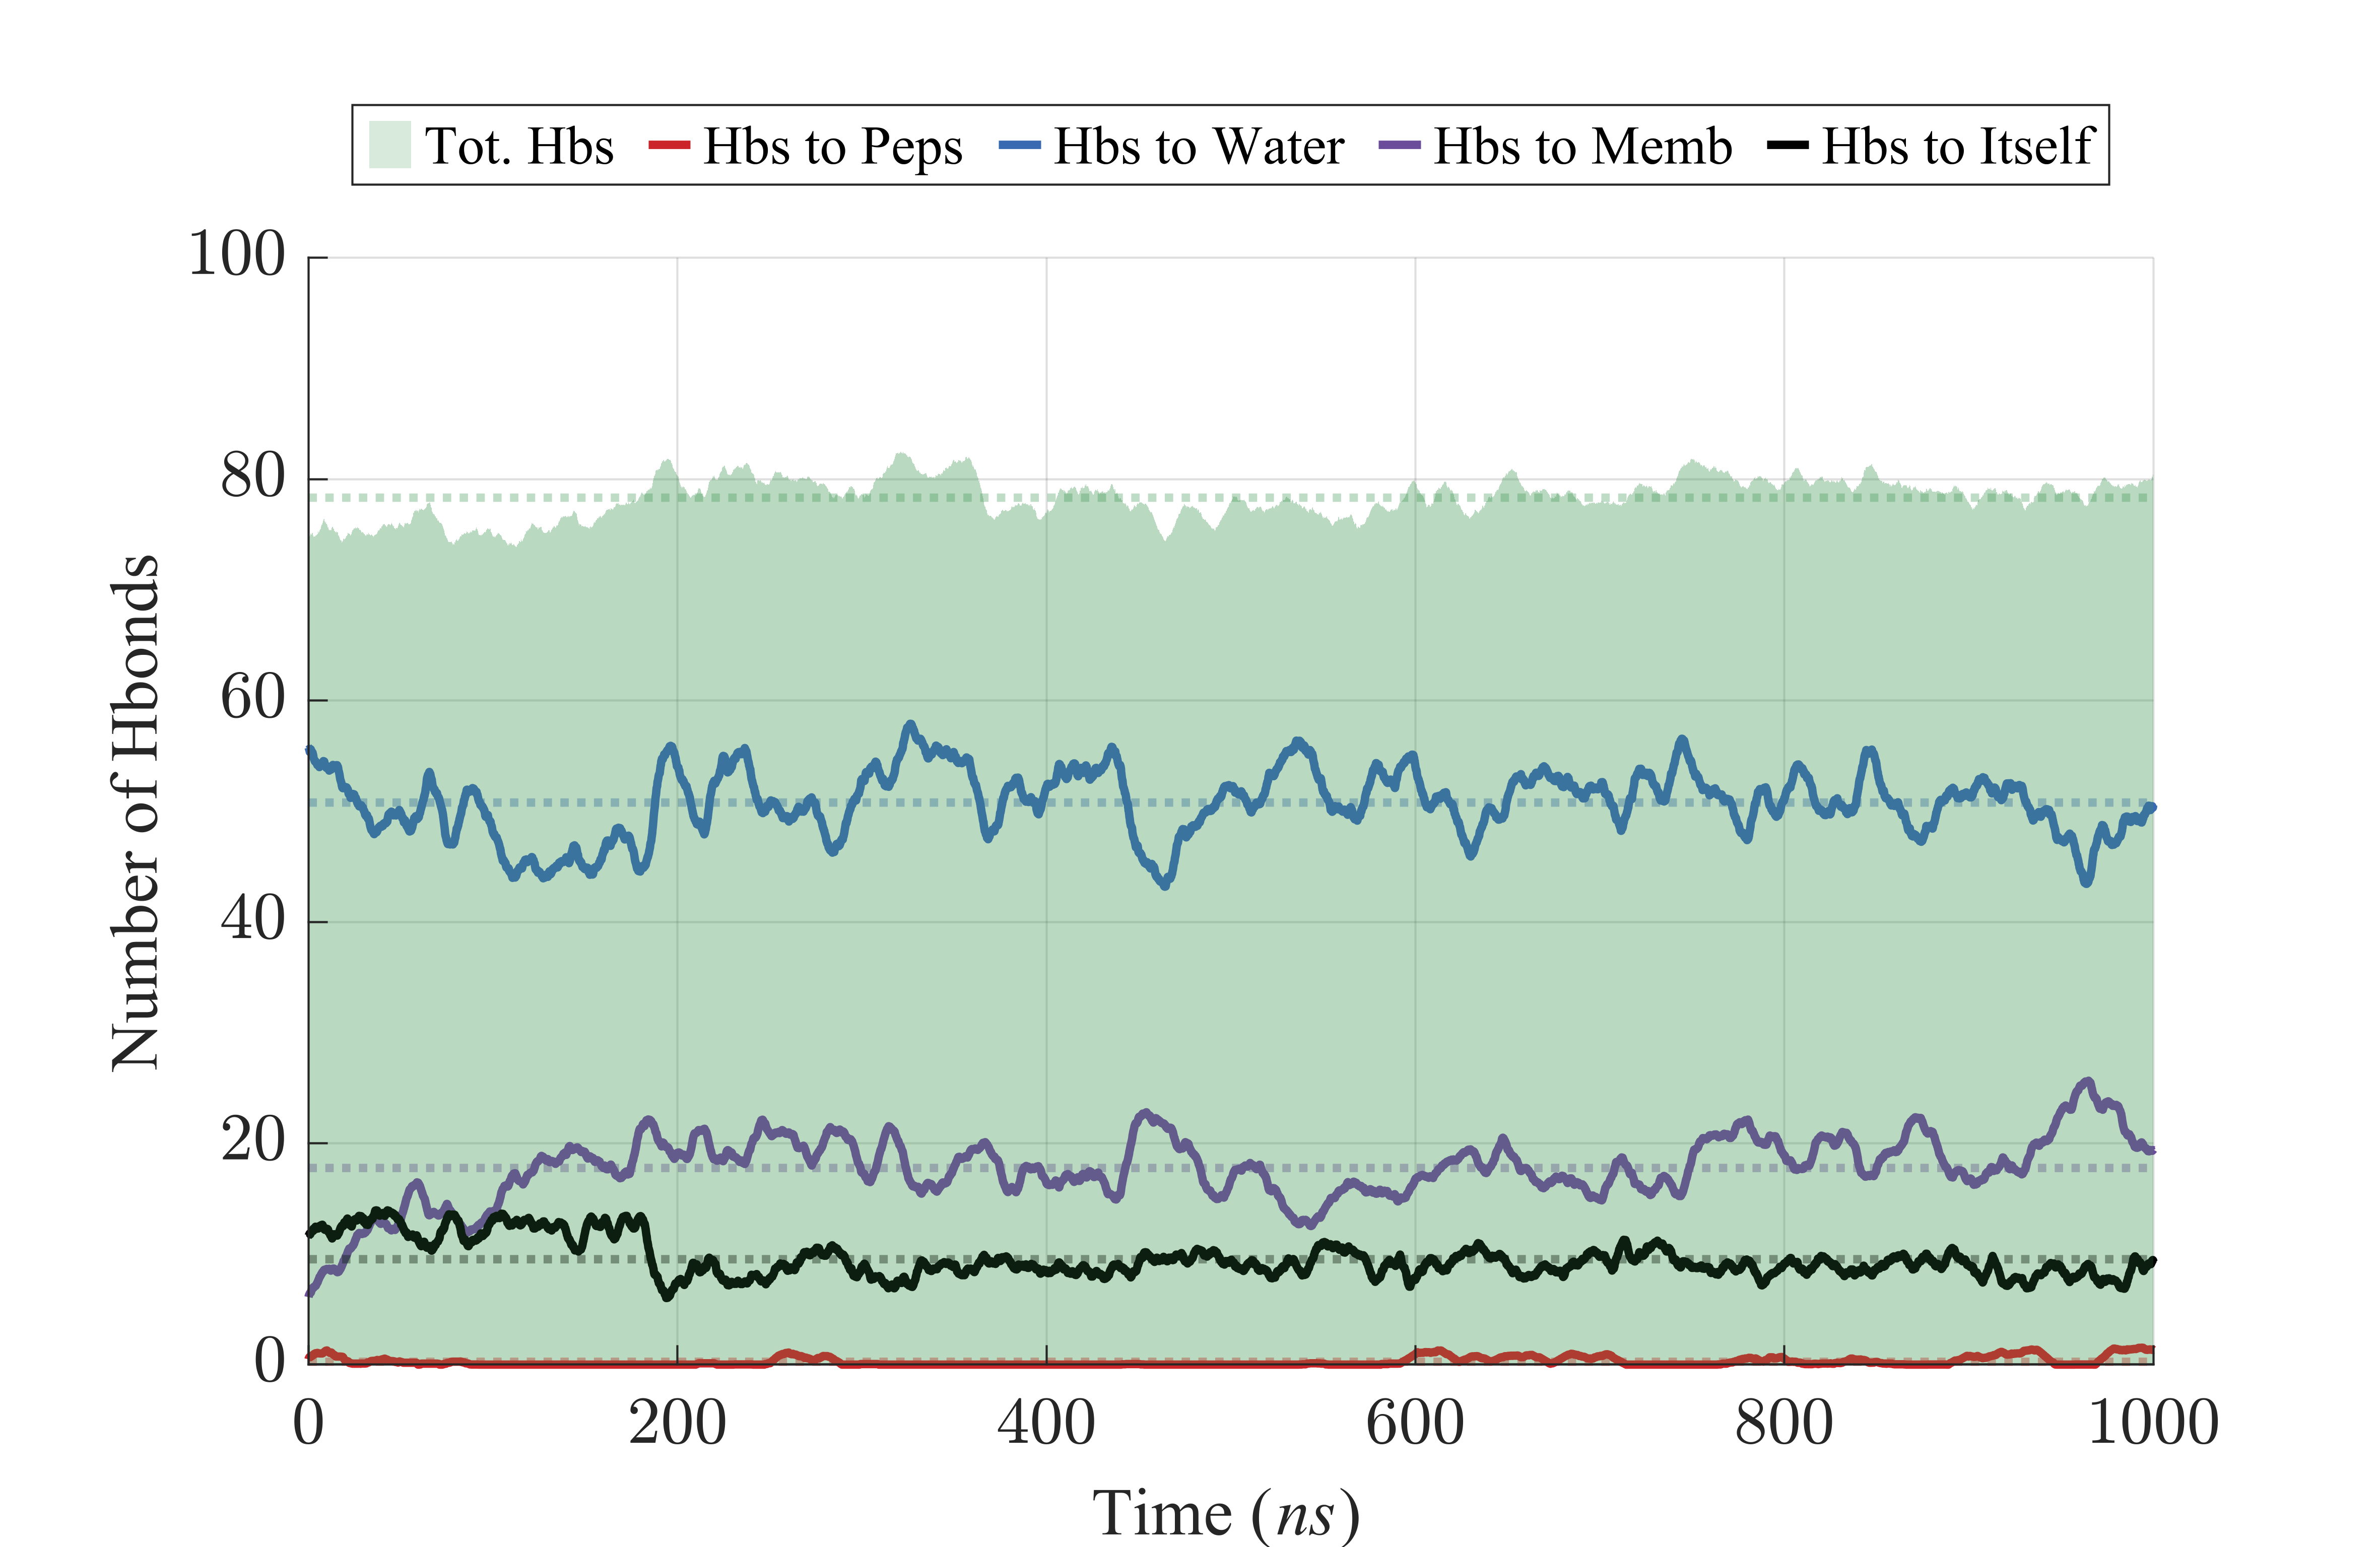 Tot. Hbs Hbs to Peps Hbs to Water Hbs to Memb Hbs to Itself
100
80
60
40
20
0
Number of Hbonds
0 200 400 600 800 1000
Time (ns)